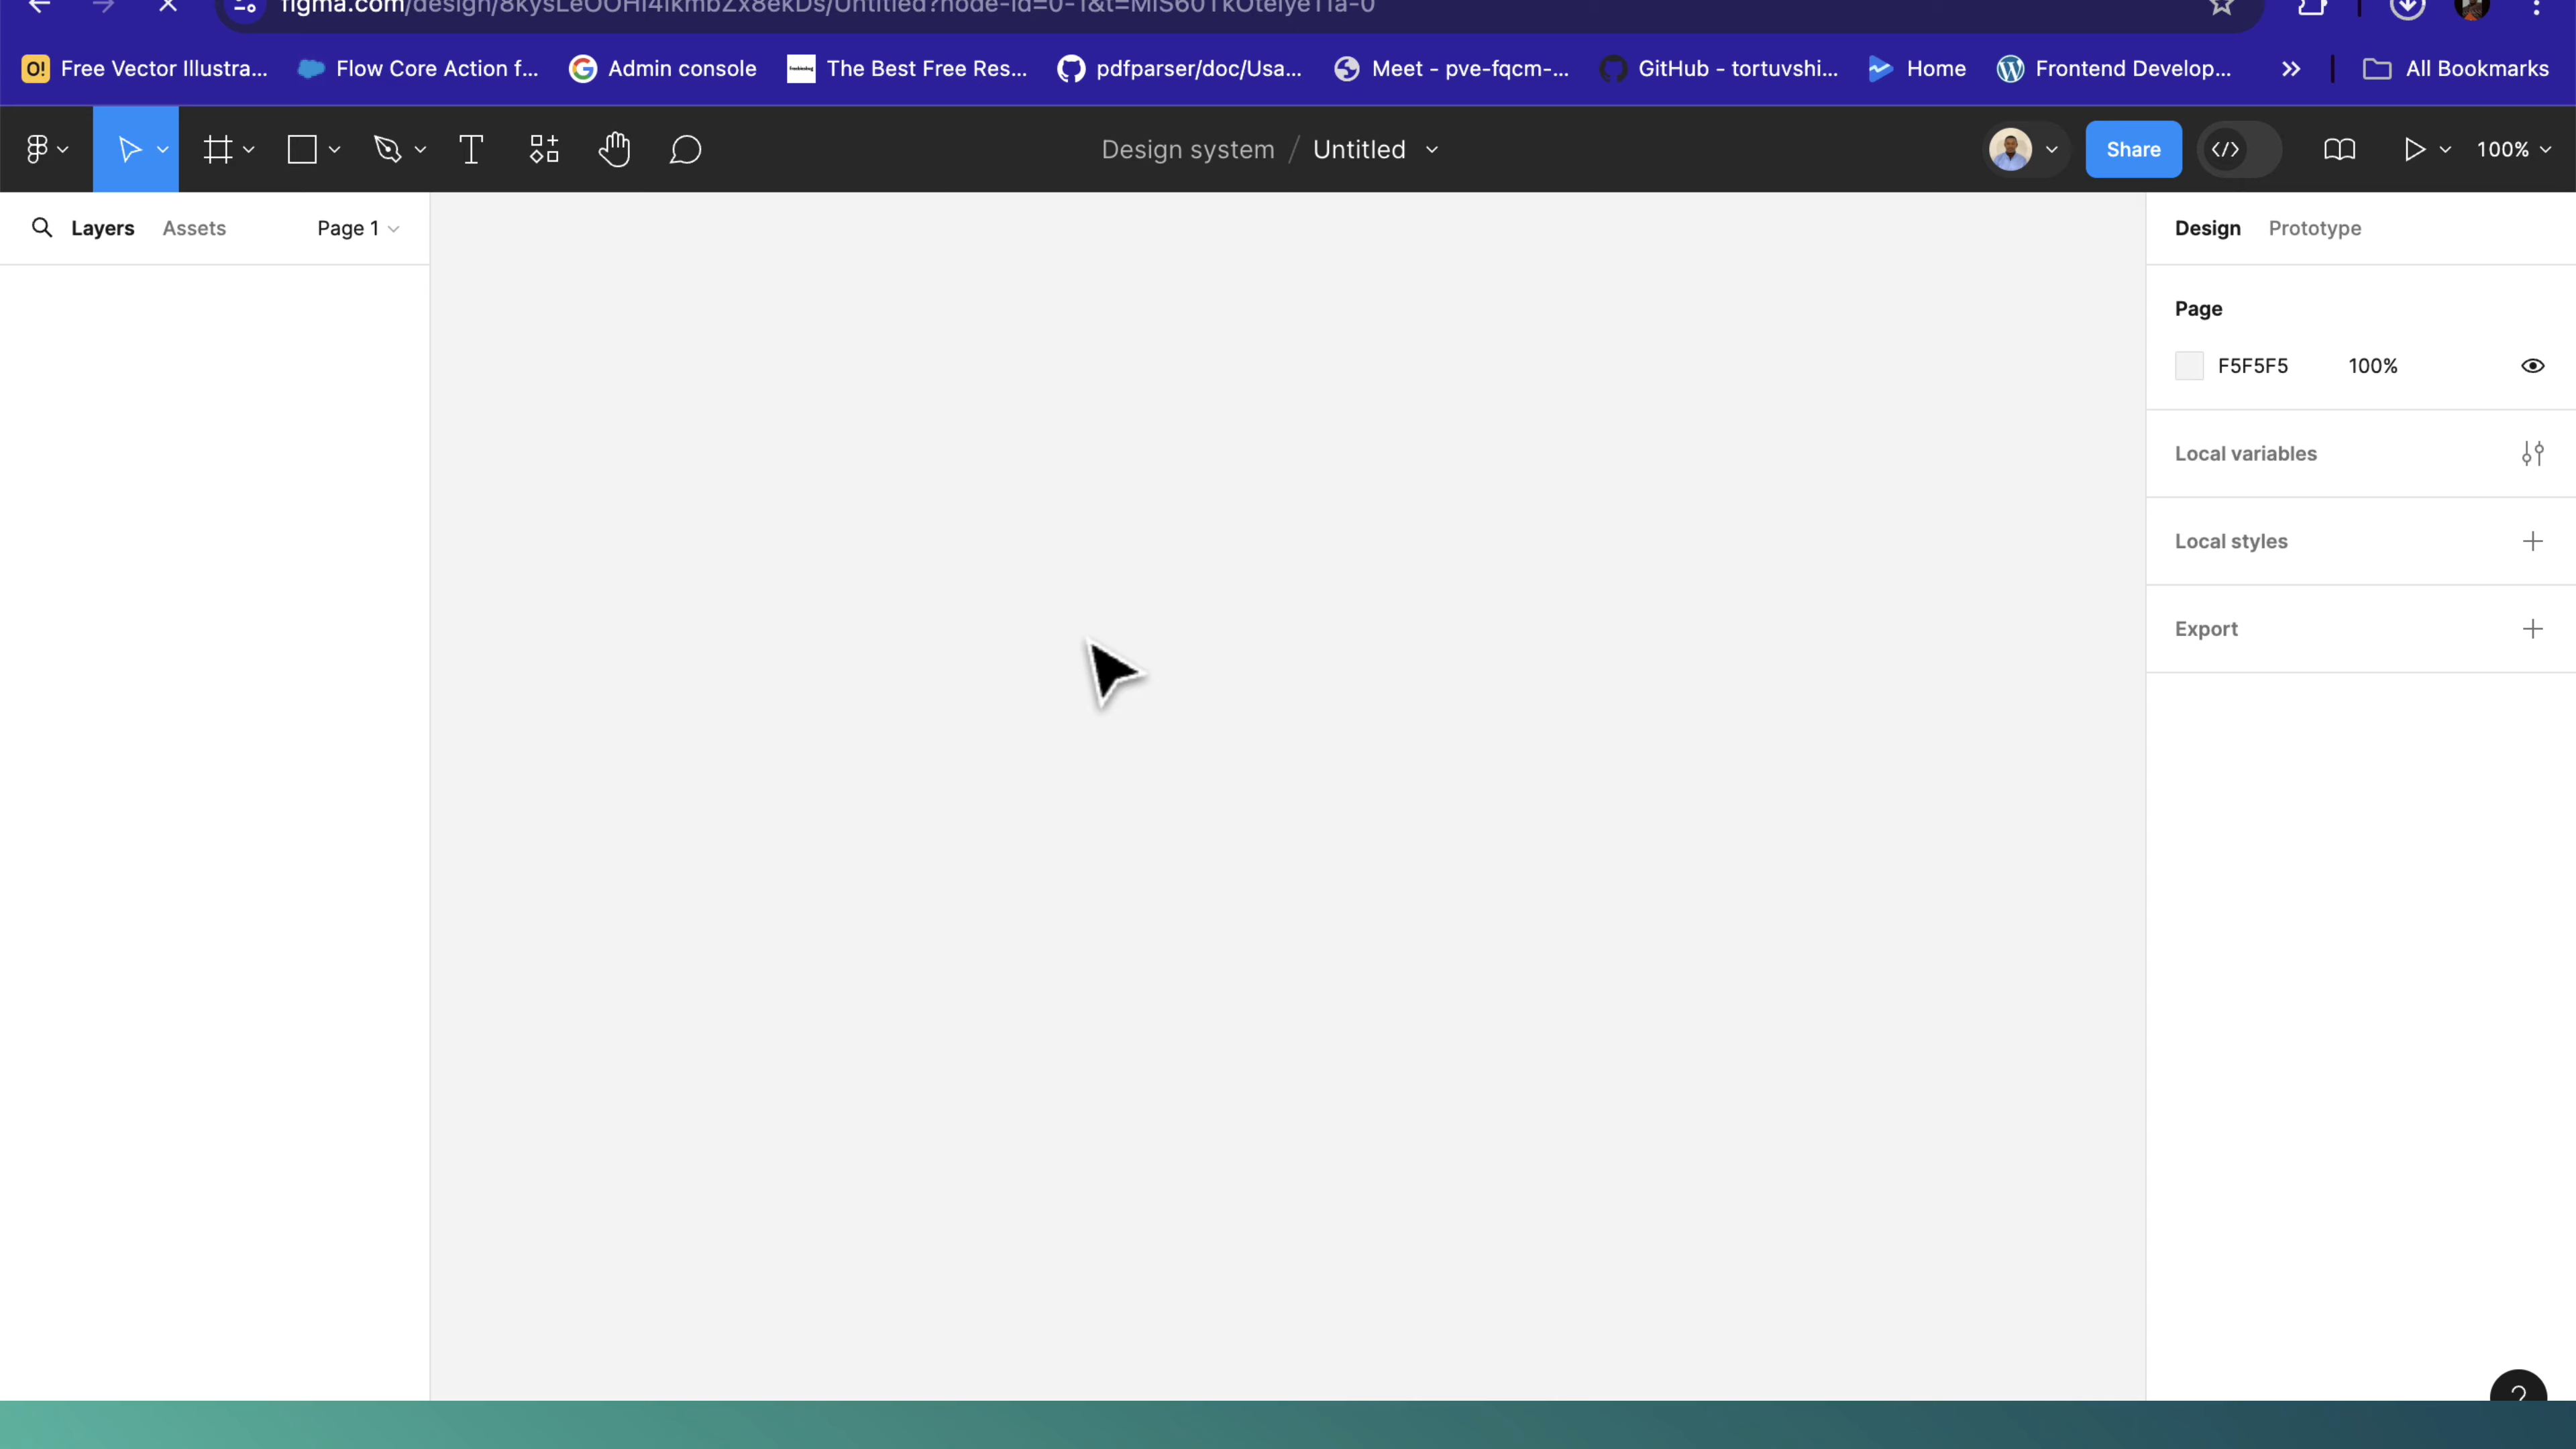 Free Vector Illustra... Flow Core Action f... Admin console The Best Free Res... pdfparser/doc/Usa... Meet - pve-fqcm-... GitHub - tortuvshi... Home Frontend Develop... All Bookmarks
Design system / Untitled Share 100%
Layers Assets Page 1 Design Prototype
Page
F5F5F5 100%
Local variables
Local styles
Export